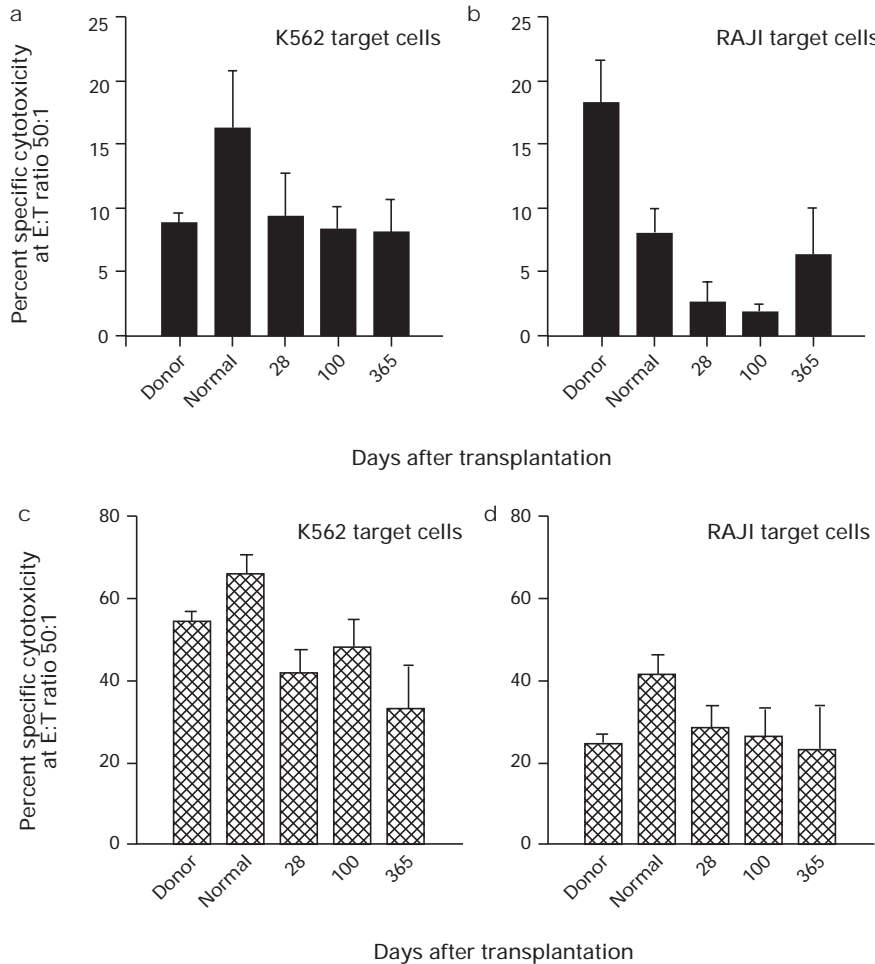 a
K562 target cells
Percent specific cytotoxicity
at E:T ratio 50:1
25
20
15
10
5
0
Donor
Normal
28
100
365
b
RAJI target cells
25
20
15
10
5
0
Donor
Normal
28
100
365
Days after transplantation
c
K562 target cells
Percent specific cytotoxicity
at E:T ratio 50:1
80
60
40
20
0
Donor
Normal
28
100
365
d
RAJI target cells
80
60
40
20
0
Donor
Normal
28
100
365
Days after transplantation